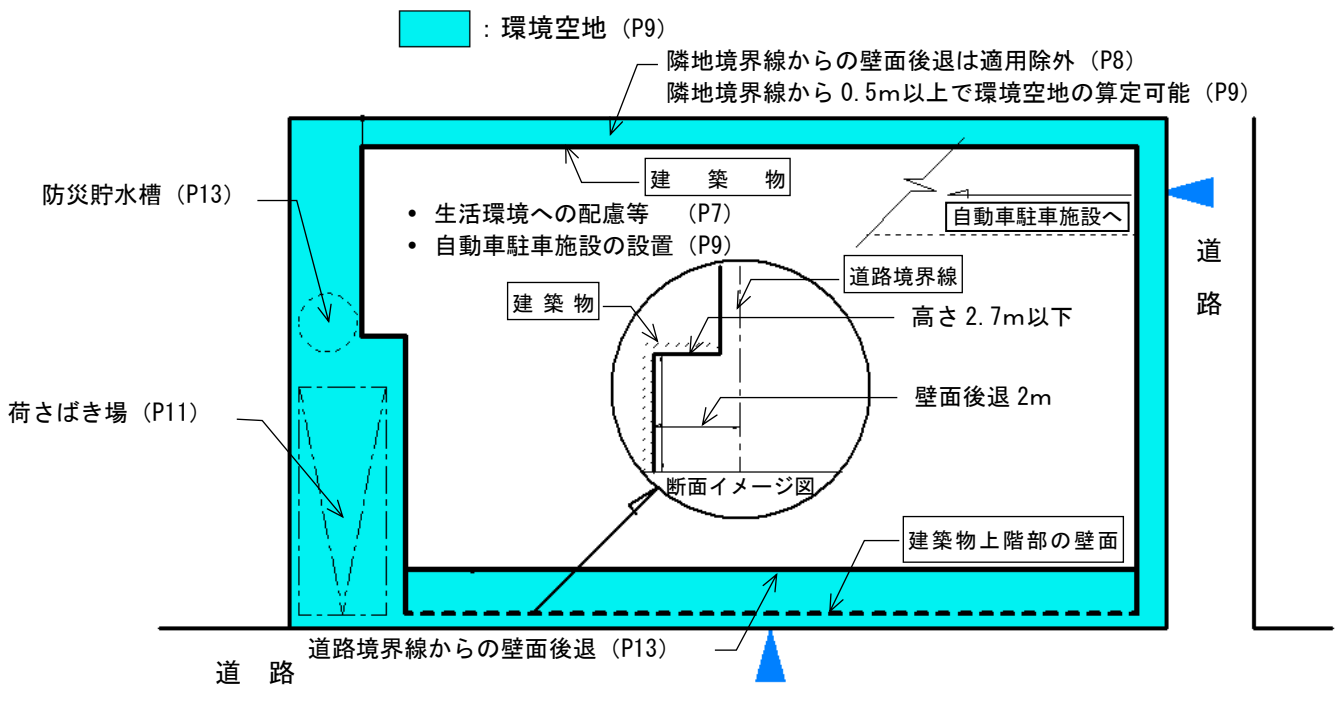 ：環境空地（P9）
隣地境界線からの壁面後退は適用除外（P8）
隣地境界線から 0.5ｍ以上で環境空地の算定可能（P9）
建　築　物
防災貯水槽（P13）
• 生活環境への配慮等　（P7）
• 自動車駐車施設の設置（P9）
自動車駐車施設へ
道
路
道路境界線
建 築 物
高さ 2.7ｍ以下
壁面後退 2ｍ
荷さばき場（P11）
断面イメージ図
建築物上階部の壁面
道路境界線からの壁面後退（P13）
道　路